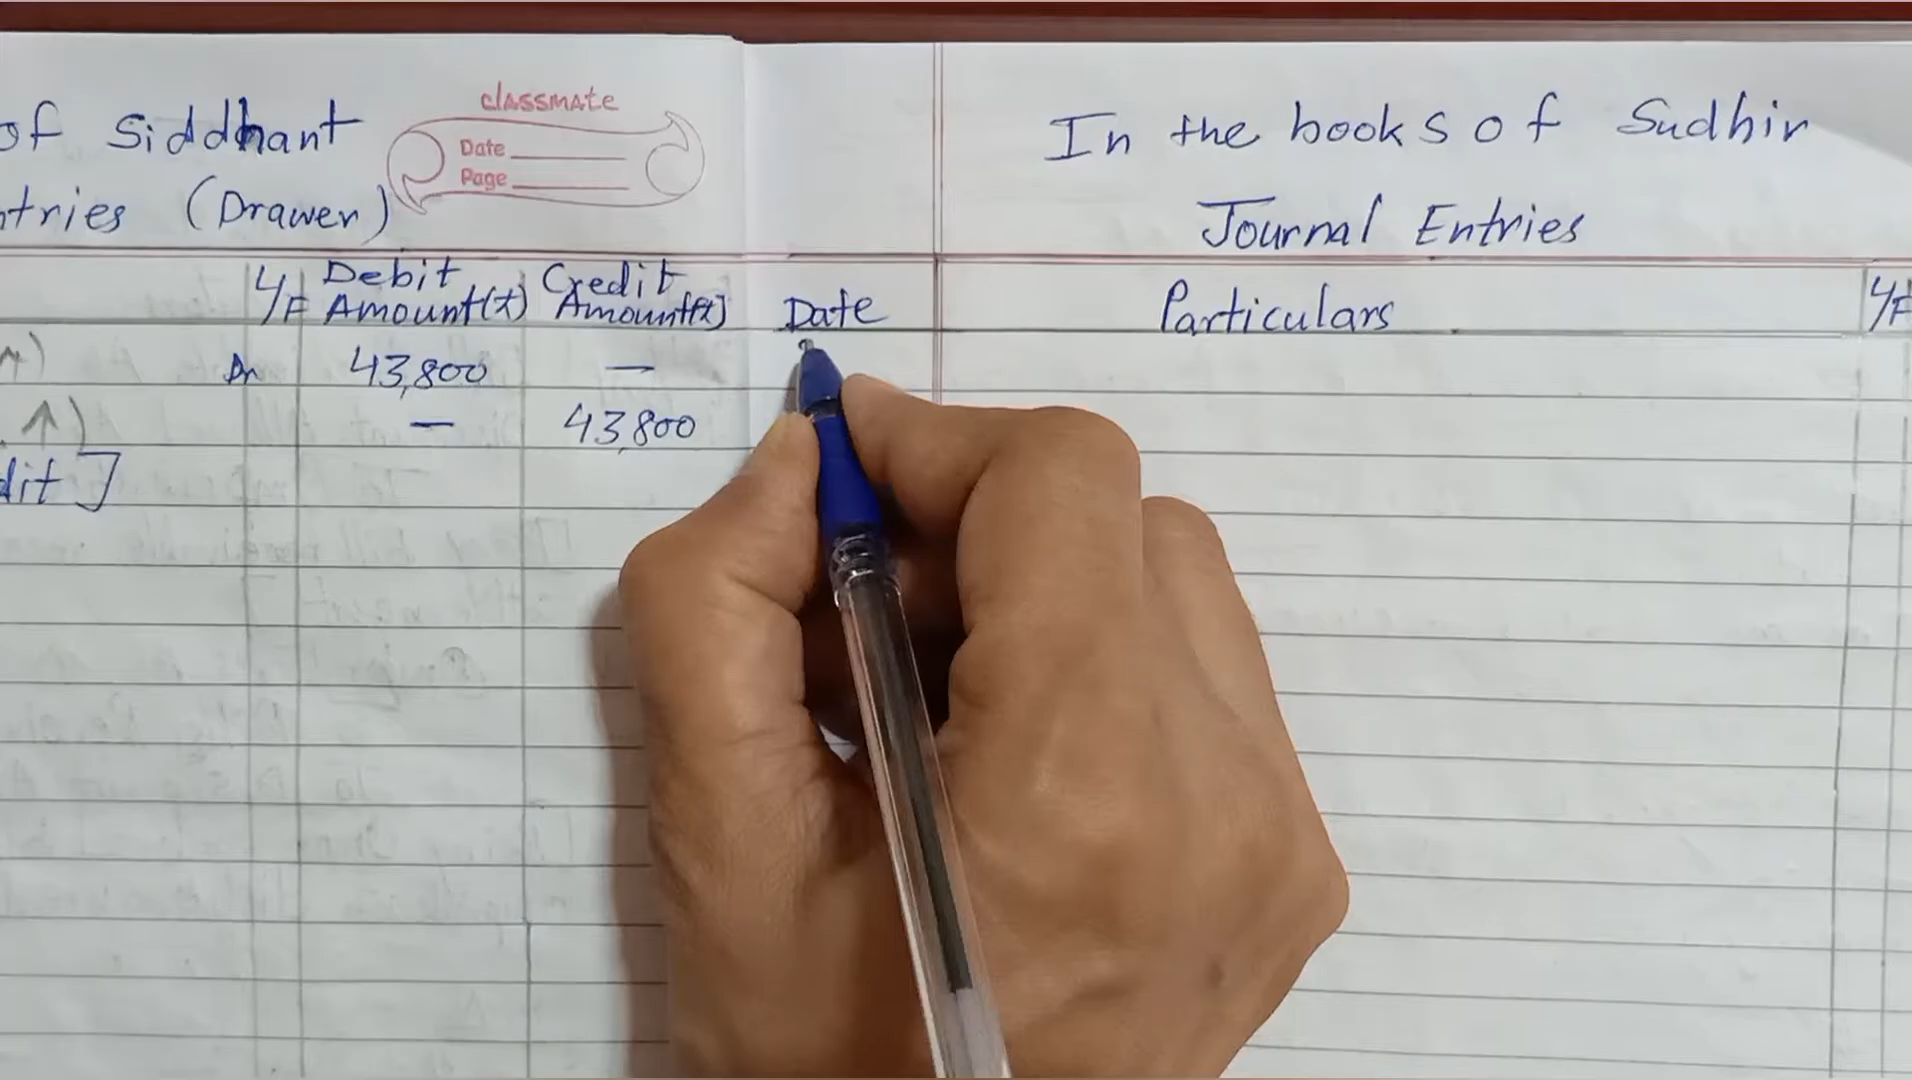 of Siddhant
ntries (Drawer)
classmate
Date
Page
L/F Debit Amount(₹) Credit Amount(₹)
↑)
Dr 43,800 —
↑)
— 43,800
dit]
In the books of Sudhir
Journal Entries
Date Particulars L/F